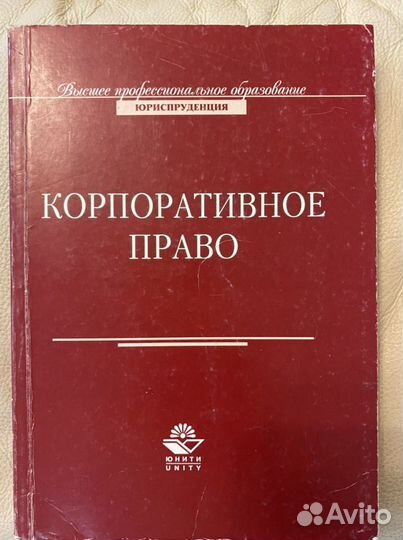 Высшее профессиональное образование
ЮРИСПРУДЕНЦИЯ
КОРПОРАТИВНОЕ
ПРАВО
ЮНИТИ
UNITY
Avito